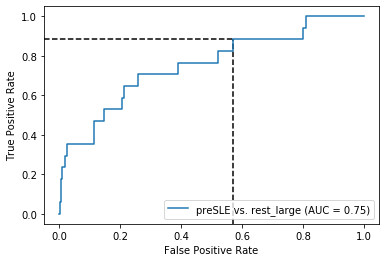 1.0
0.8
0.6
0.4
0.2
0.0
True Positive Rate
preSLE vs. rest_large (AUC = 0.75)
0.0 0.2 0.4 0.6 0.8 1.0
False Positive Rate